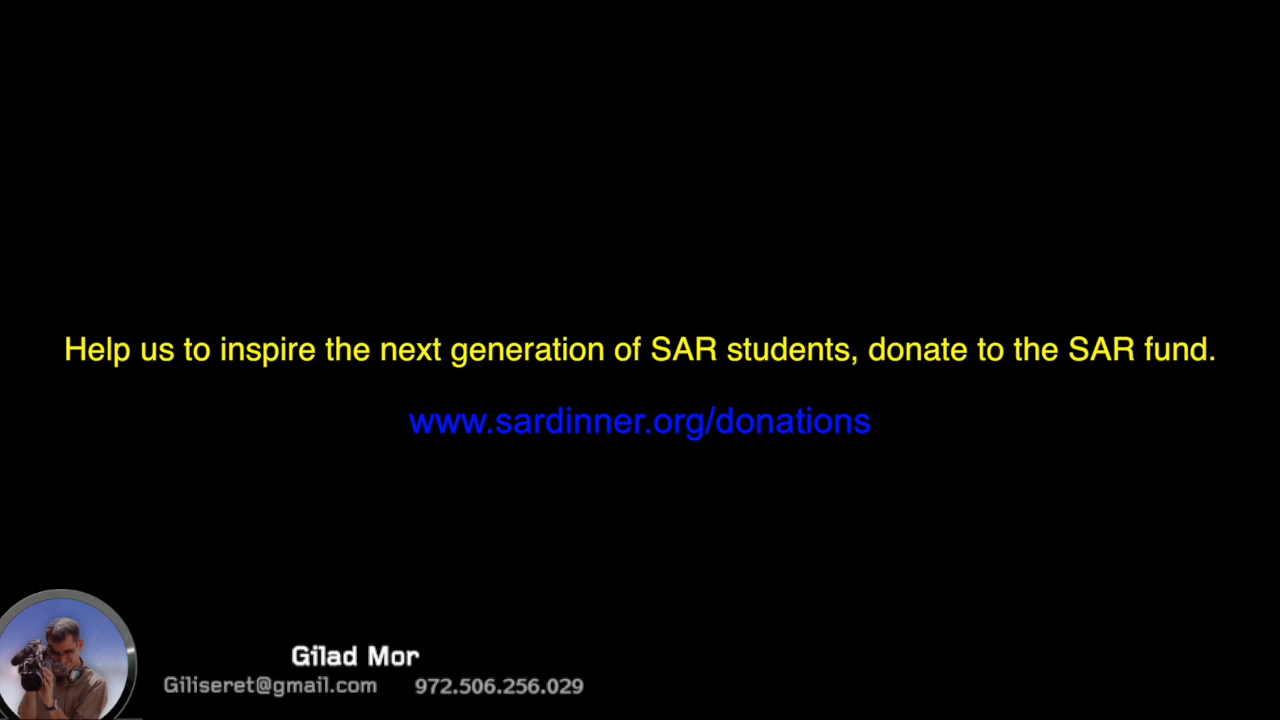 Help us to inspire the next generation of SAR students, donate to the SAR fund.
www.sardinner.org/donations
Gilad Mor
Giliseret@gmail.com 972.506.256.029